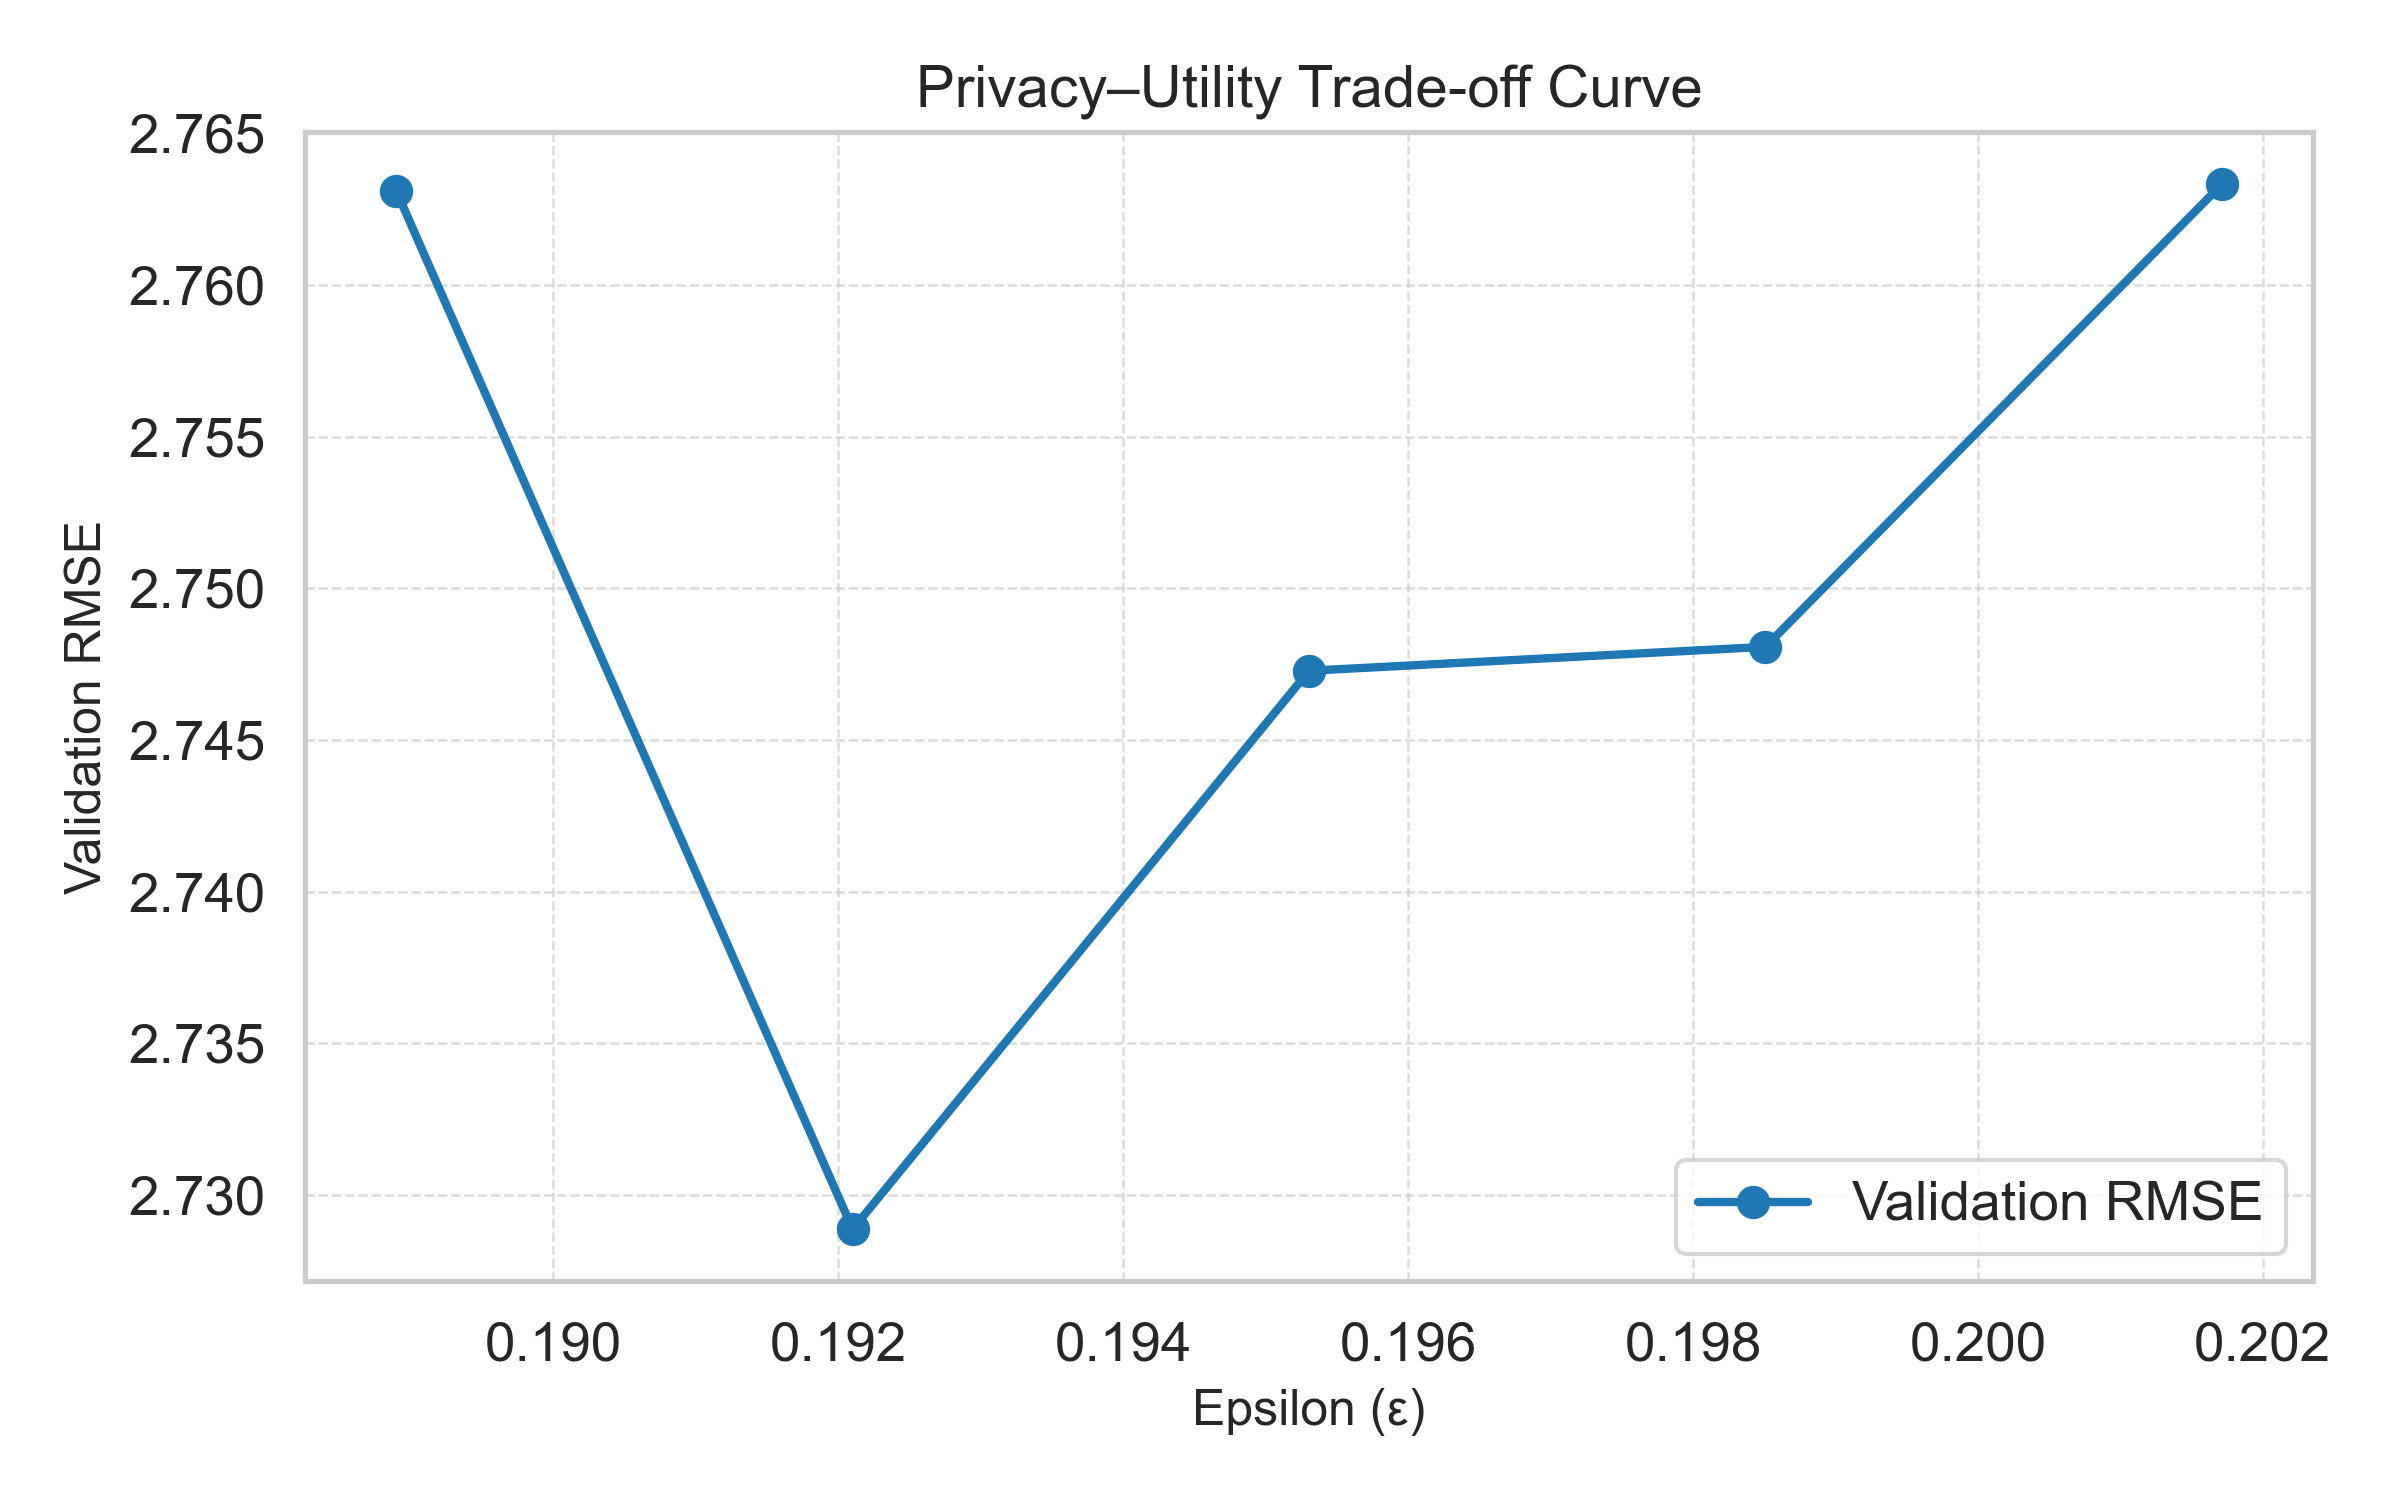 Privacy–Utility Trade-off Curve
2.765
2.760
2.755
2.750
2.745
2.740
2.735
2.730
Validation RMSE
Validation RMSE
0.190 0.192 0.194 0.196 0.198 0.200 0.202
Epsilon (ε)